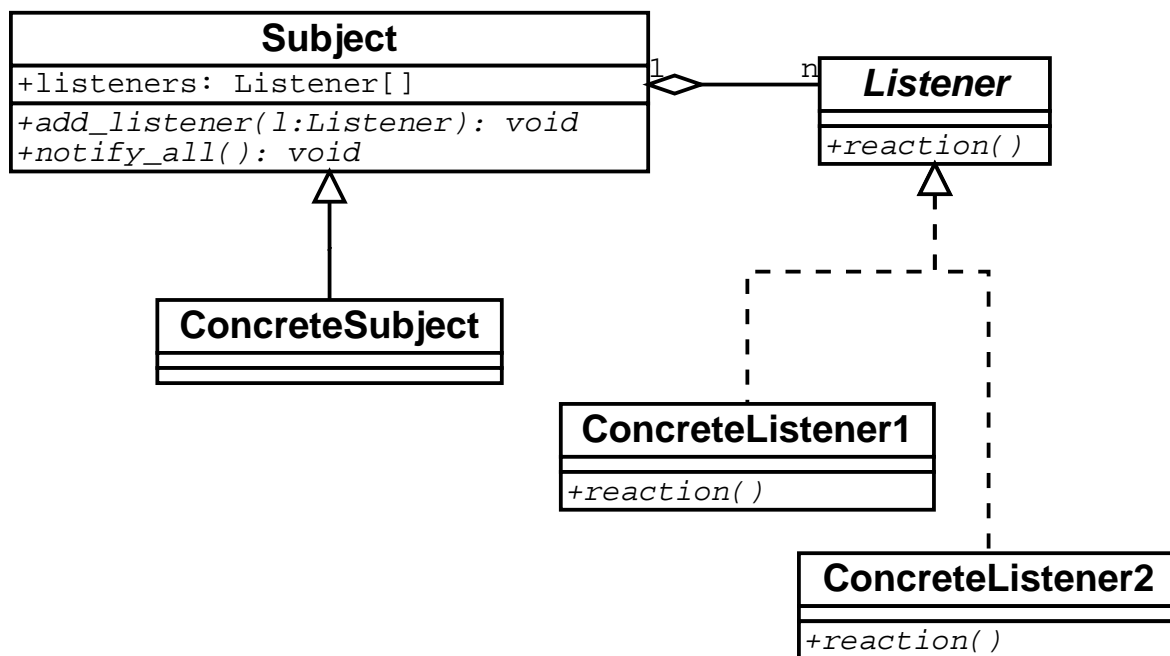 Subject
+listeners: Listener[]
+add_listener(l:Listener): void
+notify_all(): void
1
n
Listener
+reaction()
ConcreteSubject
ConcreteListener1
+reaction()
ConcreteListener2
+reaction()